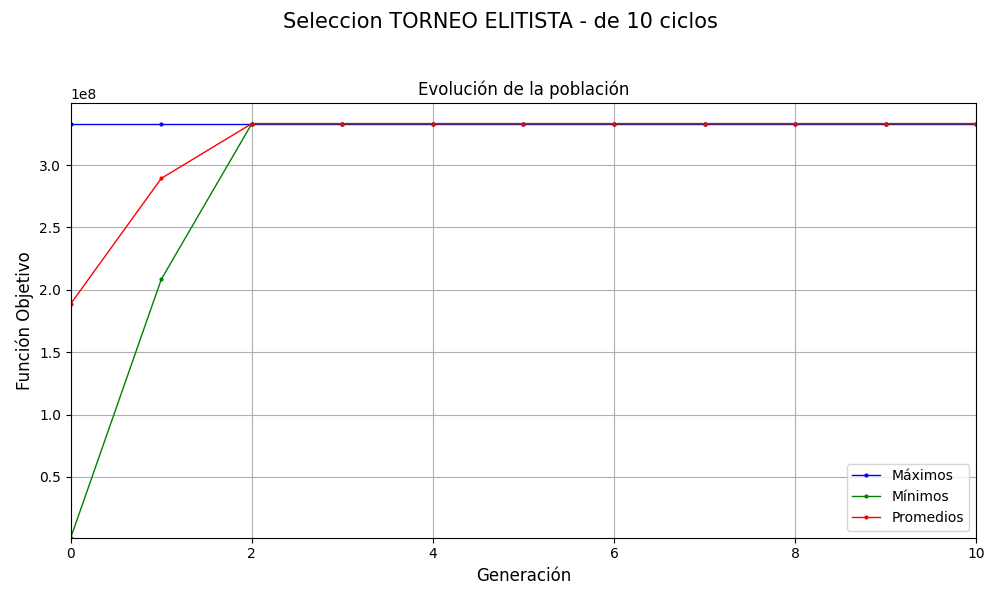 Seleccion TORNEO ELITISTA - de 10 ciclos
Evolución de la población
1e8
3.0
2.5
2.0
1.5
1.0
0.5
Función Objetivo
0 2 4 6 8 10
Generación
Máximos
Mínimos
Promedios